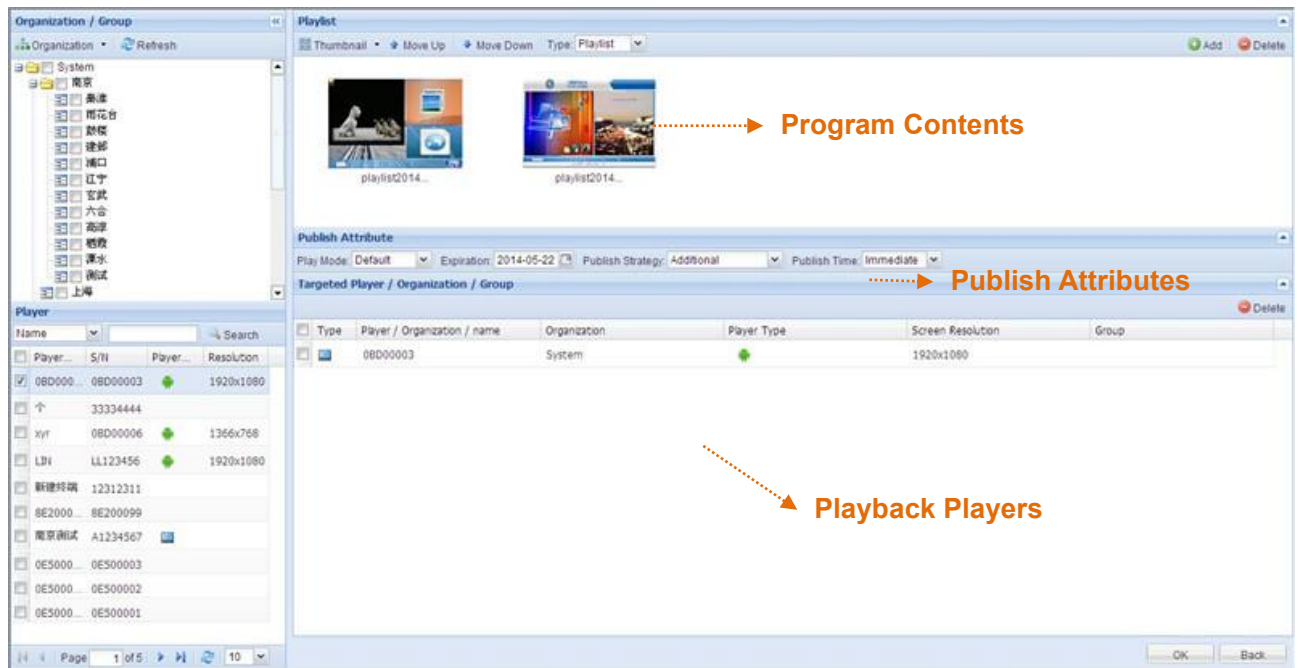 Organization / Group
Organization Refresh
System
南京
秦淮
雨花台
鼓楼
建邺
浦口
江宁
玄武
六合
高淳
栖霞
溧水
测试
上海
Player
Name Search
Player... S/N Player... Resolution
0BD000... 0BD00003 1920x1080
个 33334444
xyr 0BD00006 1366x768
LIN LL123456 1920x1080
新建终端 12312311
8E2000... 8E200099
南京测试 A1234567
0E5000... 0E500003
0E5000... 0E500002
0E5000... 0E500001
Page 1 of 5 10
Playlist
Thumbnail Move Up Move Down Type: Playlist Add Delete
playlist2014... playlist2014...
Program Contents
Publish Attribute
Play Mode: Default Expiration: 2014-05-22 Publish Strategy: Additional Publish Time: Immediate
Publish Attributes
Targeted Player / Organization / Group
Delete
Type Player / Organization / name Organization Player Type Screen Resolution Group
0BD00003 System 1920x1080
Playback Players
OK Back